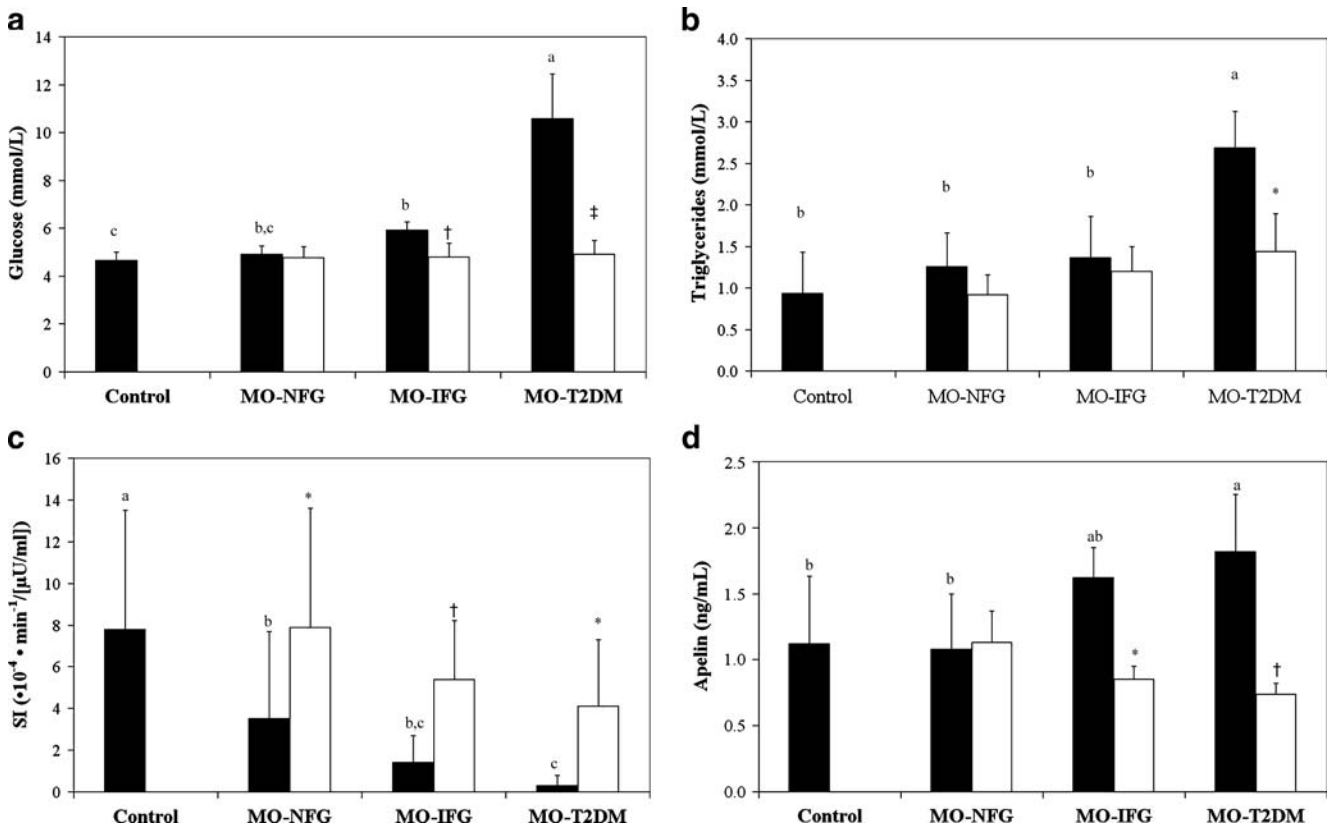 a
14
12
10
8
6
4
2
0
Glucose (mmol/L)
c
b,c
b
†
a
‡
Control MO-NFG MO-IFG MO-T2DM
b
4.0
3.5
3.0
2.5
2.0
1.5
1.0
0.5
0.0
Triglycerides (mmol/L)
b
b
b
a
*
Control MO-NFG MO-IFG MO-T2DM
c
16
14
12
10
8
6
4
2
0
SI (•10⁻⁴ • min⁻¹/[µU/ml])
a
b
*
b,c
†
c
*
Control MO-NFG MO-IFG MO-T2DM
d
2.5
2.0
1.5
1.0
0.5
0.0
Apelin (ng/mL)
b
b
ab
*
a
†
Control MO-NFG MO-IFG MO-T2DM